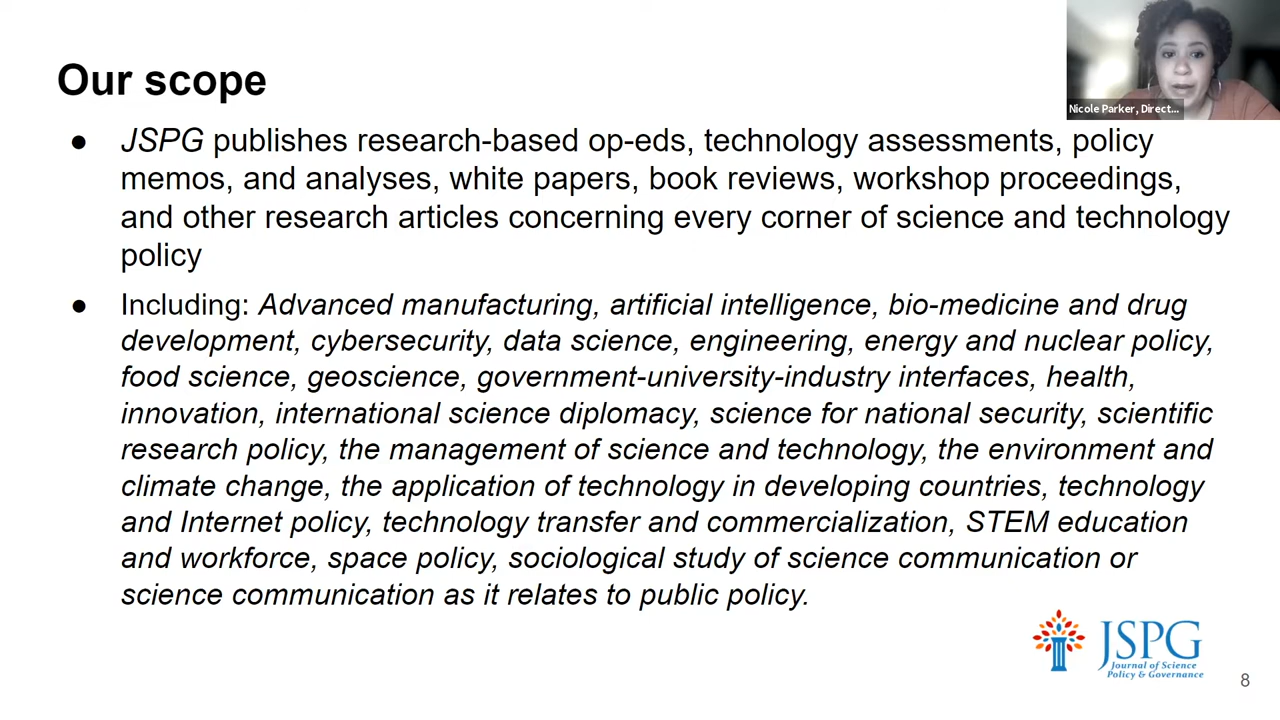 Our scope
Nicole Parker, Direct...
● JSPG publishes research-based op-eds, technology assessments, policy
memos, and analyses, white papers, book reviews, workshop proceedings,
and other research articles concerning every corner of science and technology
policy
● Including: Advanced manufacturing, artificial intelligence, bio-medicine and drug
development, cybersecurity, data science, engineering, energy and nuclear policy,
food science, geoscience, government-university-industry interfaces, health,
innovation, international science diplomacy, science for national security, scientific
research policy, the management of science and technology, the environment and
climate change, the application of technology in developing countries, technology
and Internet policy, technology transfer and commercialization, STEM education
and workforce, space policy, sociological study of science communication or
science communication as it relates to public policy.
JSPG
Journal of Science
Policy & Governance
8